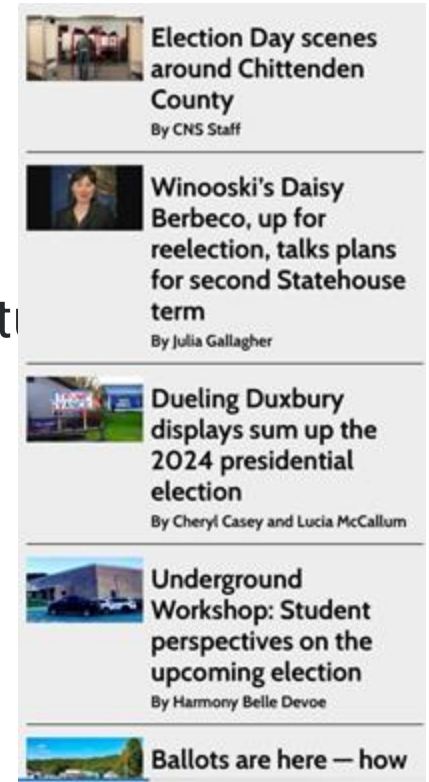 Election Day scenes
around Chittenden
County
By CNS Staff
Winooski's Daisy
Berbeco, up for
reelection, talks plans
for second Statehouse
term
By Julia Gallagher
Dueling Duxbury
displays sum up the
2024 presidential
election
By Cheryl Casey and Lucia McCallum
Underground
Workshop: Student
perspectives on the
upcoming election
By Harmony Belle Devoe
Ballots are here — how